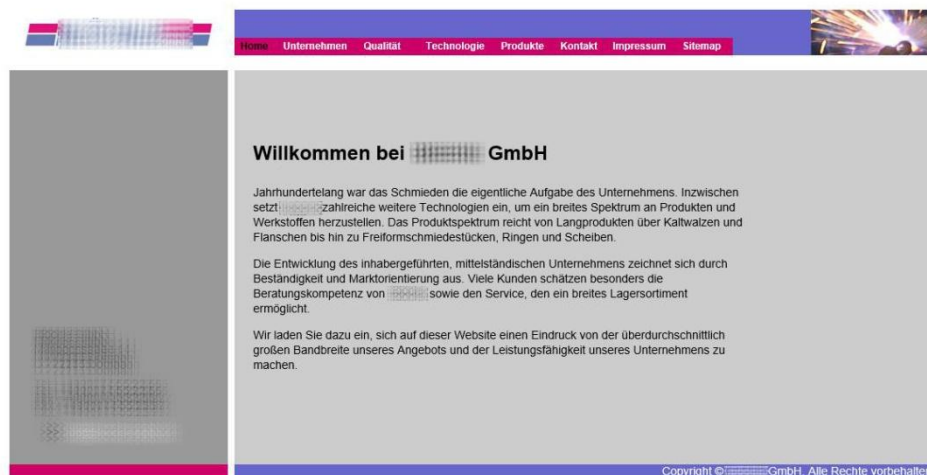 Home Unternehmen Qualität Technologie Produkte Kontakt Impressum Sitemap
Willkommen bei GmbH
Jahrhundertelang war das Schmieden die eigentliche Aufgabe des Unternehmens. Inzwischen
setzt zahlreiche weitere Technologien ein, um ein breites Spektrum an Produkten und
Werkstoffen herzustellen. Das Produktspektrum reicht von Langprodukten über Kaltwalzen und
Flanschen bis hin zu Freiformschmiedestücken, Ringen und Scheiben.
Die Entwicklung des inhabergeführten, mittelständischen Unternehmens zeichnet sich durch
Beständigkeit und Marktorientierung aus. Viele Kunden schätzen besonders die
Beratungskompetenz von sowie den Service, den ein breites Lagersortiment
ermöglicht.
Wir laden Sie dazu ein, sich auf dieser Website einen Eindruck von der überdurchschnittlich
großen Bandbreite unseres Angebots und der Leistungsfähigkeit unseres Unternehmens zu
machen.
Copyright © GmbH. Alle Rechte vorbehalten